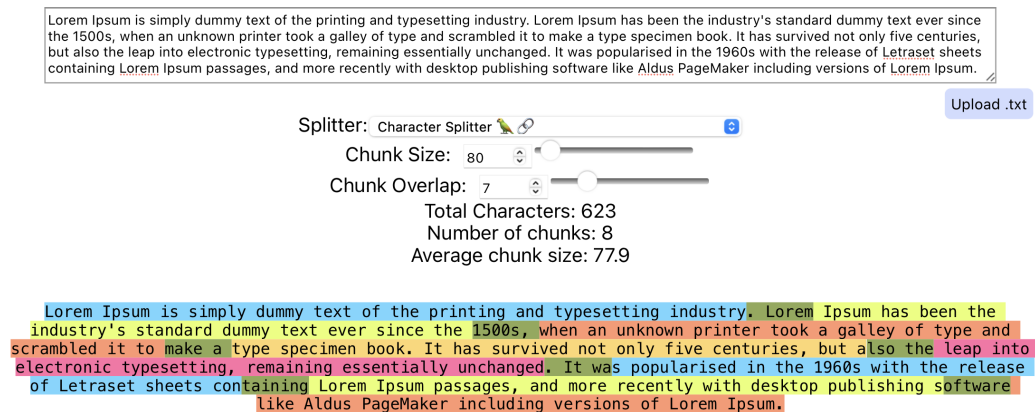 Lorem Ipsum is simply dummy text of the printing and typesetting industry. Lorem Ipsum has been the industry's standard dummy text ever since
the 1500s, when an unknown printer took a galley of type and scrambled it to make a type specimen book. It has survived not only five centuries,
but also the leap into electronic typesetting, remaining essentially unchanged. It was popularised in the 1960s with the release of Letraset sheets
containing Lorem Ipsum passages, and more recently with desktop publishing software like Aldus PageMaker including versions of Lorem Ipsum.
Upload .txt
Splitter: Character Splitter 🦜🔗
Chunk Size: 80
Chunk Overlap: 7
Total Characters: 623
Number of chunks: 8
Average chunk size: 77.9
Lorem Ipsum is simply dummy text of the printing and typesetting industry. Lorem Ipsum has been the
industry's standard dummy text ever since the 1500s, when an unknown printer took a galley of type and
scrambled it to make a type specimen book. It has survived not only five centuries, but also the leap into
electronic typesetting, remaining essentially unchanged. It was popularised in the 1960s with the release
of Letraset sheets containing Lorem Ipsum passages, and more recently with desktop publishing software
like Aldus PageMaker including versions of Lorem Ipsum.